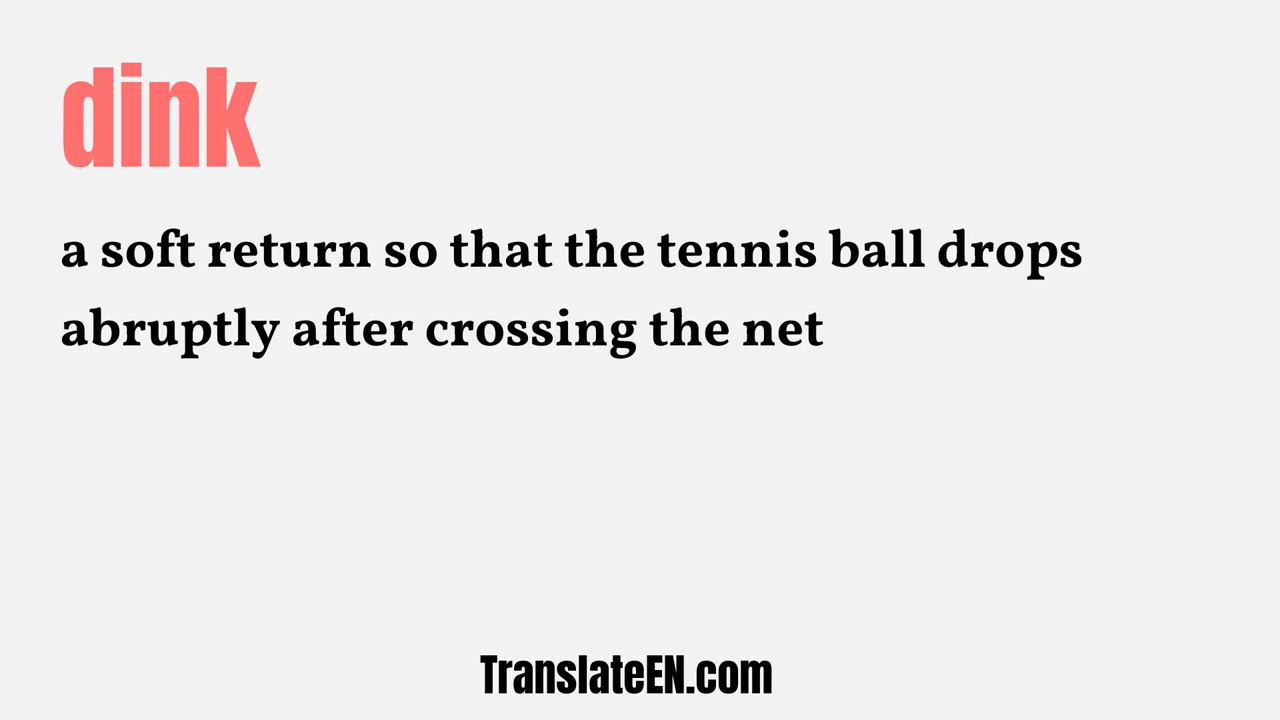 dink
a soft return so that the tennis ball drops
abruptly after crossing the net
TranslateEN.com